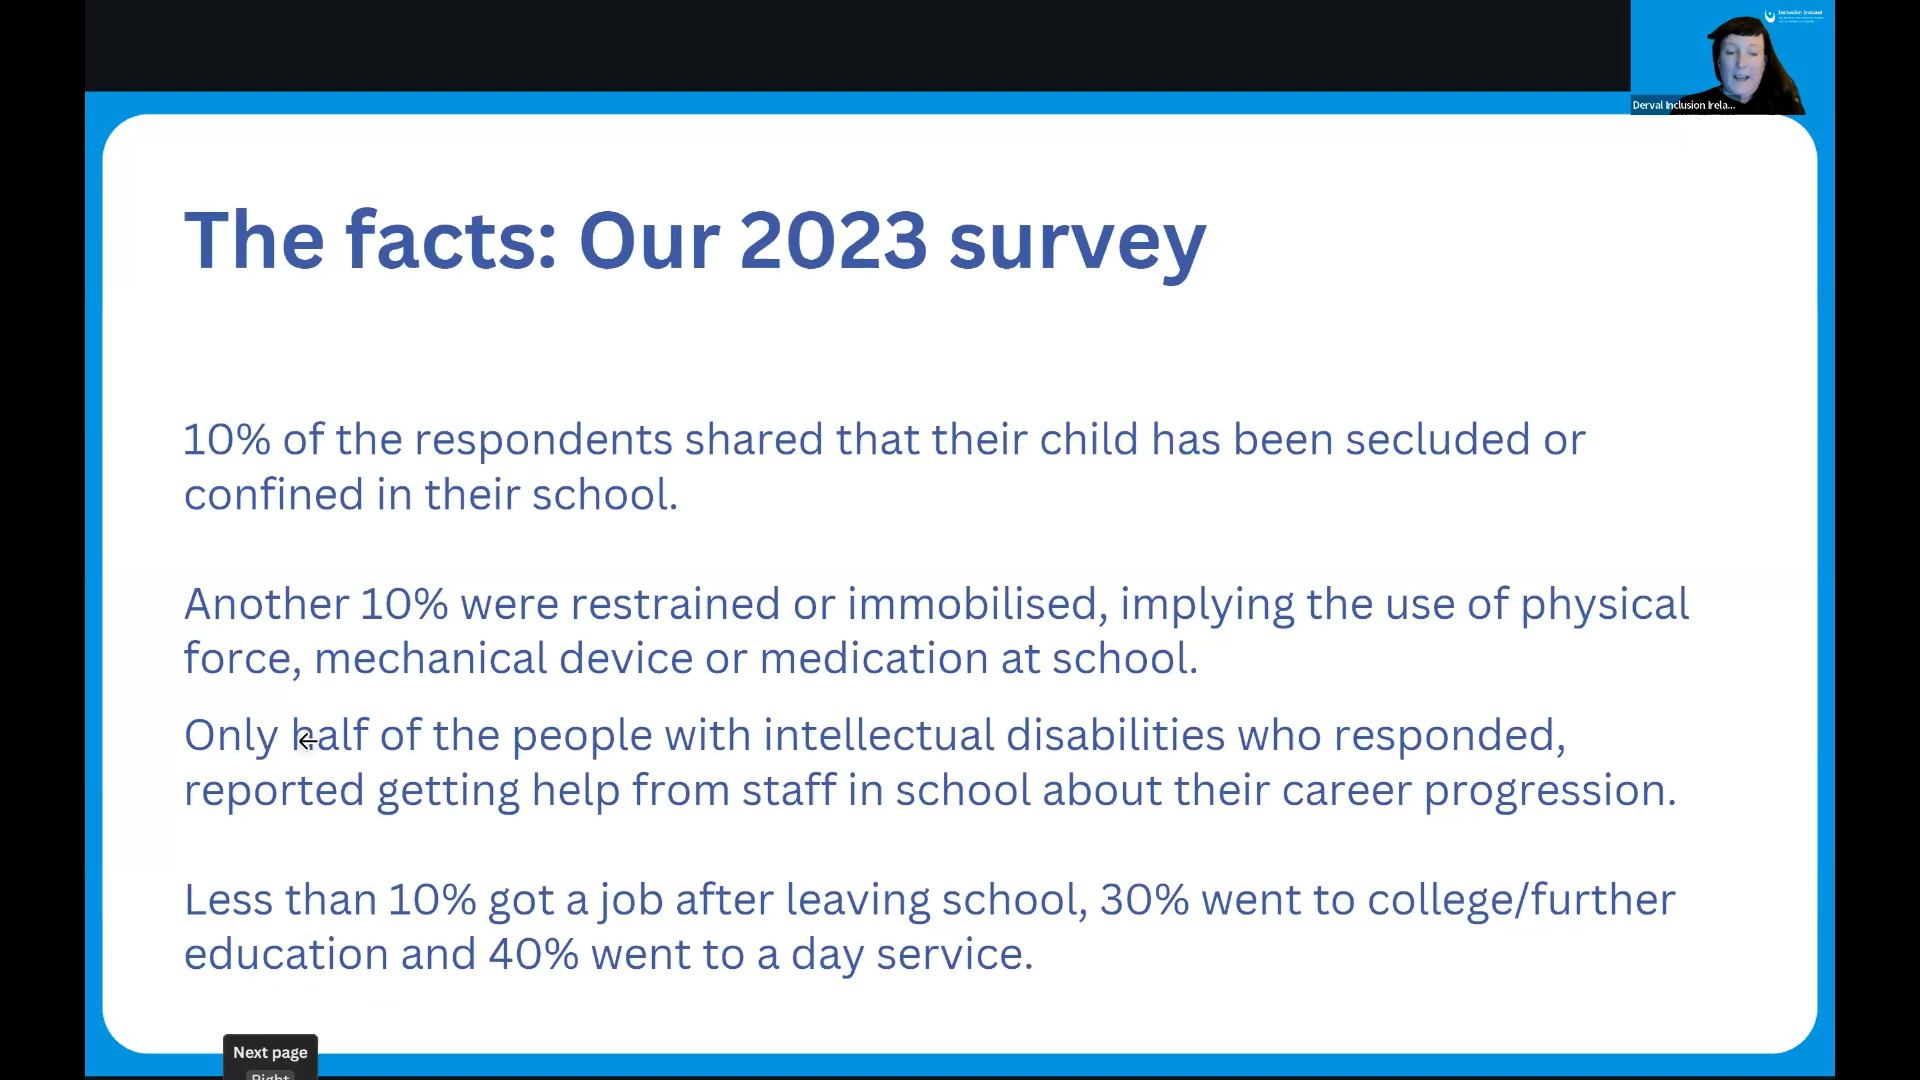 Inclusion Ireland
Derval Inclusion Irela...
The facts: Our 2023 survey
10% of the respondents shared that their child has been secluded or
confined in their school.
Another 10% were restrained or immobilised, implying the use of physical
force, mechanical device or medication at school.
Only half of the people with intellectual disabilities who responded,
reported getting help from staff in school about their career progression.
Less than 10% got a job after leaving school, 30% went to college/further
education and 40% went to a day service.
Next page
Right